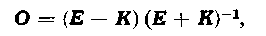 O = (E − K) (E + K)⁻¹,